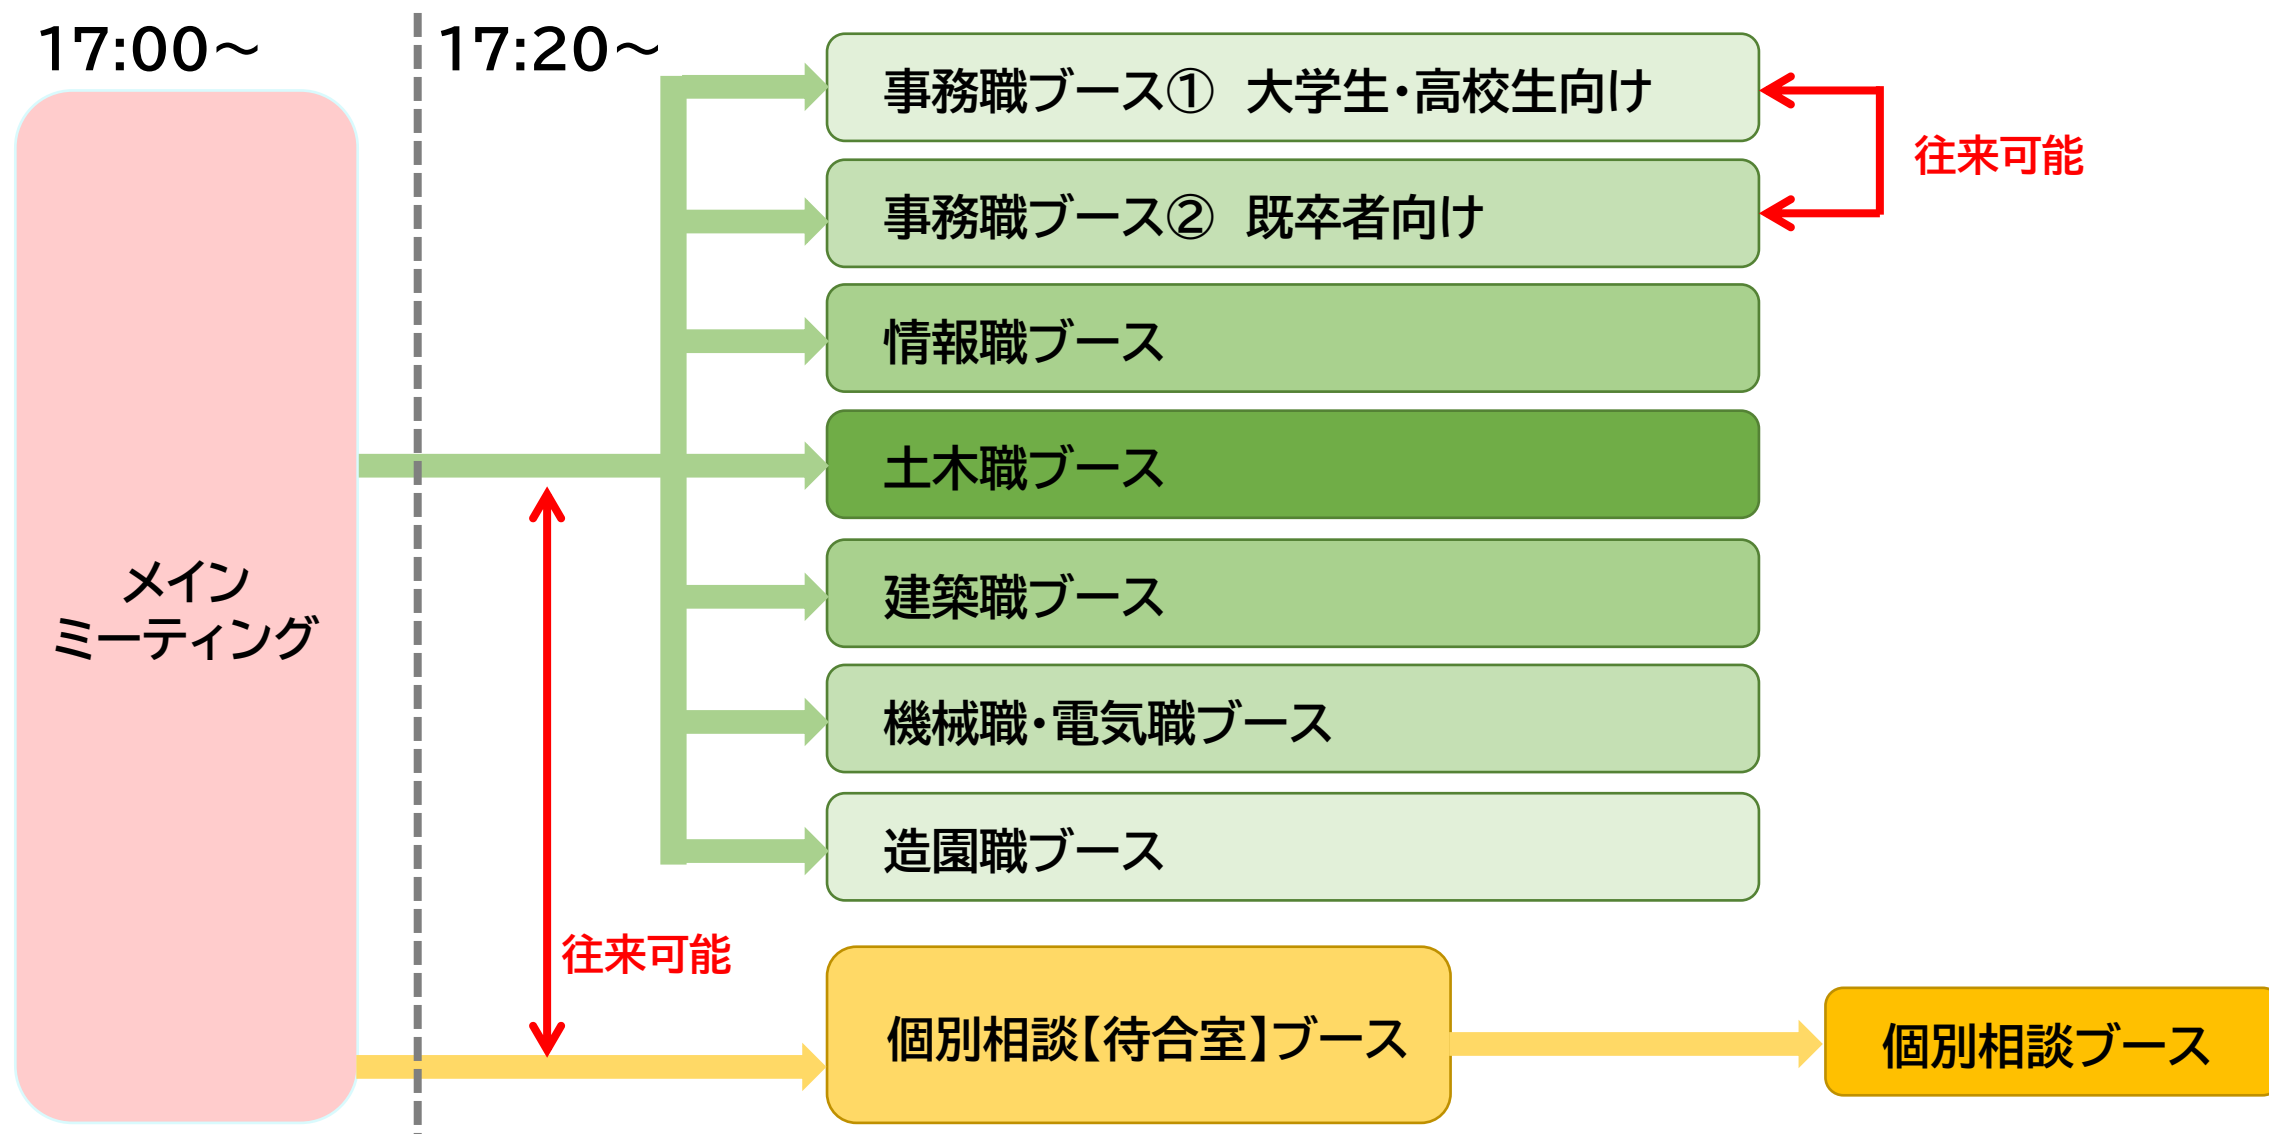 17:00～
17:20～
メイン
ミーティング
事務職ブース①　大学生・高校生向け
事務職ブース②　既卒者向け
往来可能
情報職ブース
土木職ブース
建築職ブース
機械職・電気職ブース
造園職ブース
往来可能
個別相談【待合室】ブース
個別相談ブース